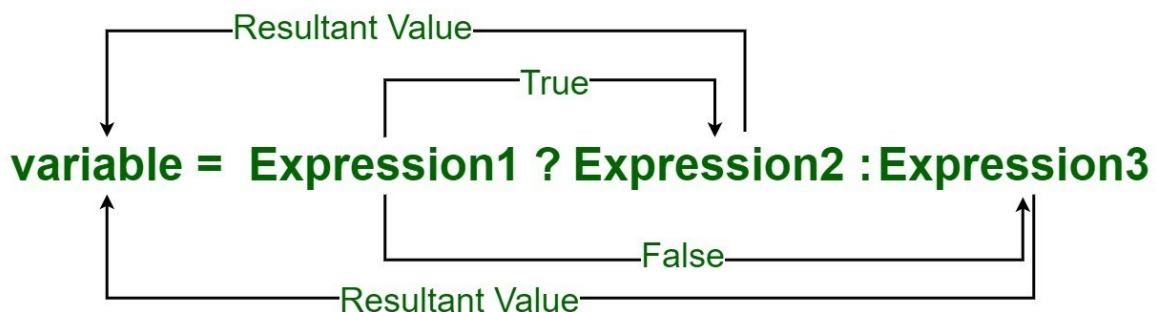 Resultant Value
True
variable = Expression1 ? Expression2 : Expression3
False
Resultant Value